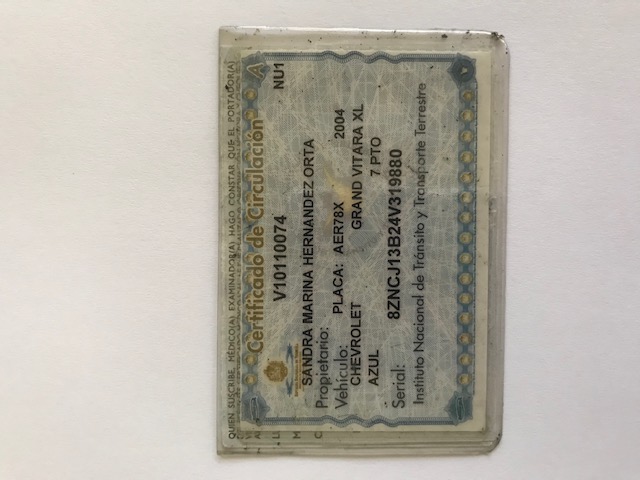 QUIEN SUSCRIBE, MÉDICO(A) EXAMINADOR(A) HAGO CONSTAR QUE EL PORTADOR(A)
Certificado de Circulación
A
V10110074
NU1
SANDRA MARINA HERNANDEZ ORTA
Propietario:
Vehículo: PLACA: AER78X 2004
CHEVROLET GRAND VITARA XL
AZUL 7 PTO
Serial: 8ZNCJ13B24V319880
Instituto Nacional de Tránsito y Transporte Terrestre